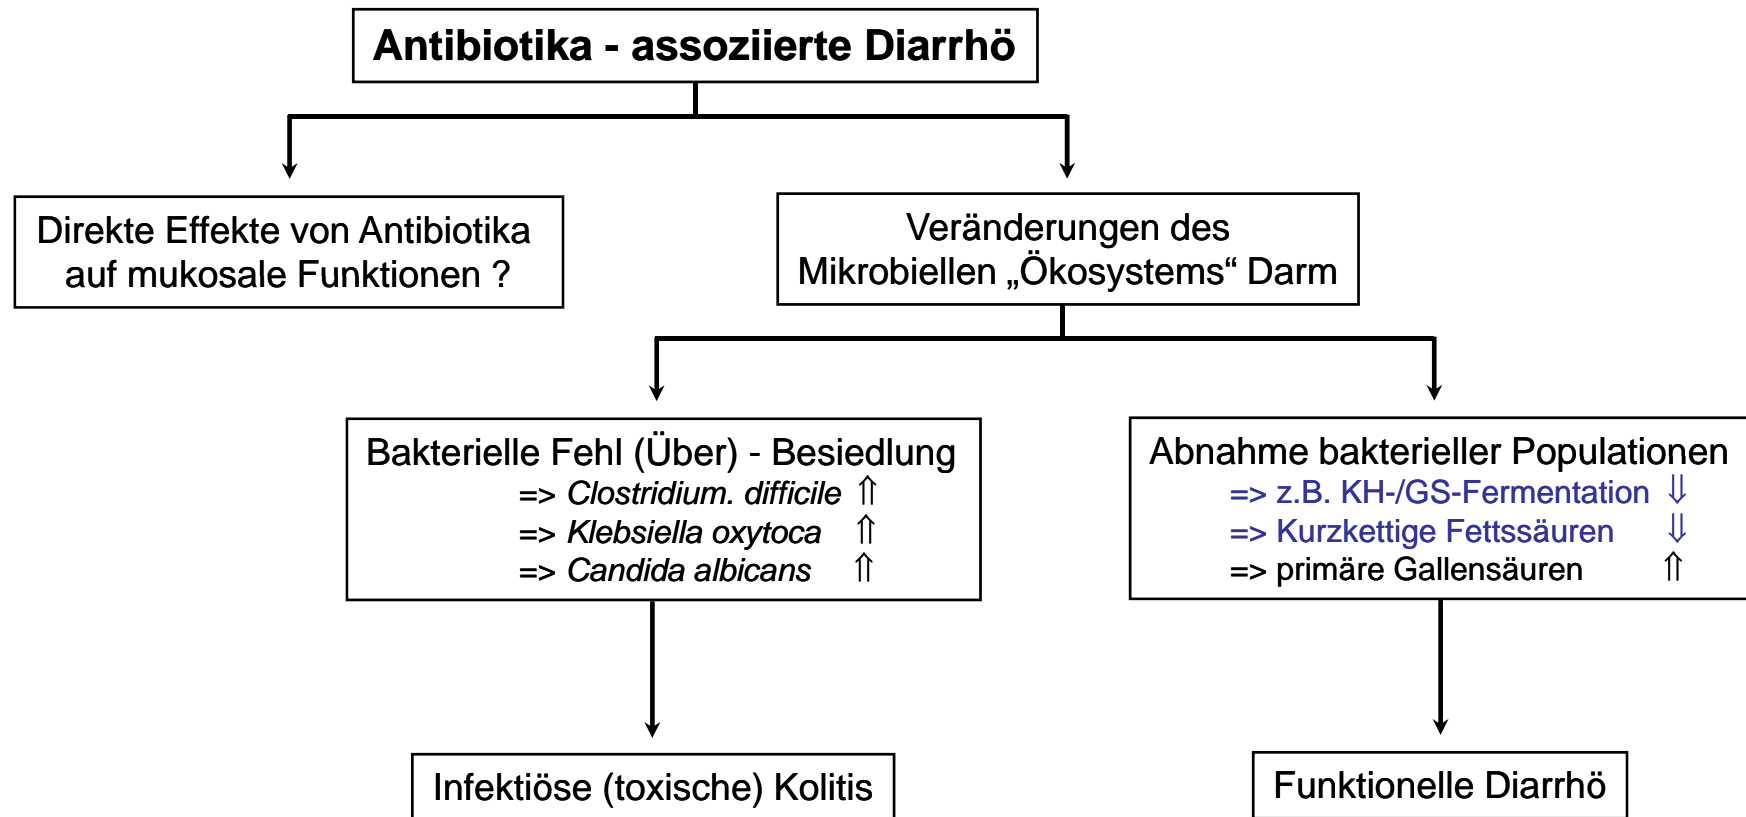 Antibiotika - assoziierte Diarrhö
Direkte Effekte von Antibiotika
auf mukosale Funktionen ?
Veränderungen des
Mikrobiellen „Ökosystems“ Darm
Bakterielle Fehl (Über) - Besiedlung
=> Clostridium. difficile ⇑
=> Klebsiella oxytoca ⇑
=> Candida albicans ⇑
Abnahme bakterieller Populationen
=> z.B. KH-/GS-Fermentation ⇓
=> Kurzkettige Fettssäuren ⇓
=> primäre Gallensäuren ⇑
Infektiöse (toxische) Kolitis
Funktionelle Diarrhö